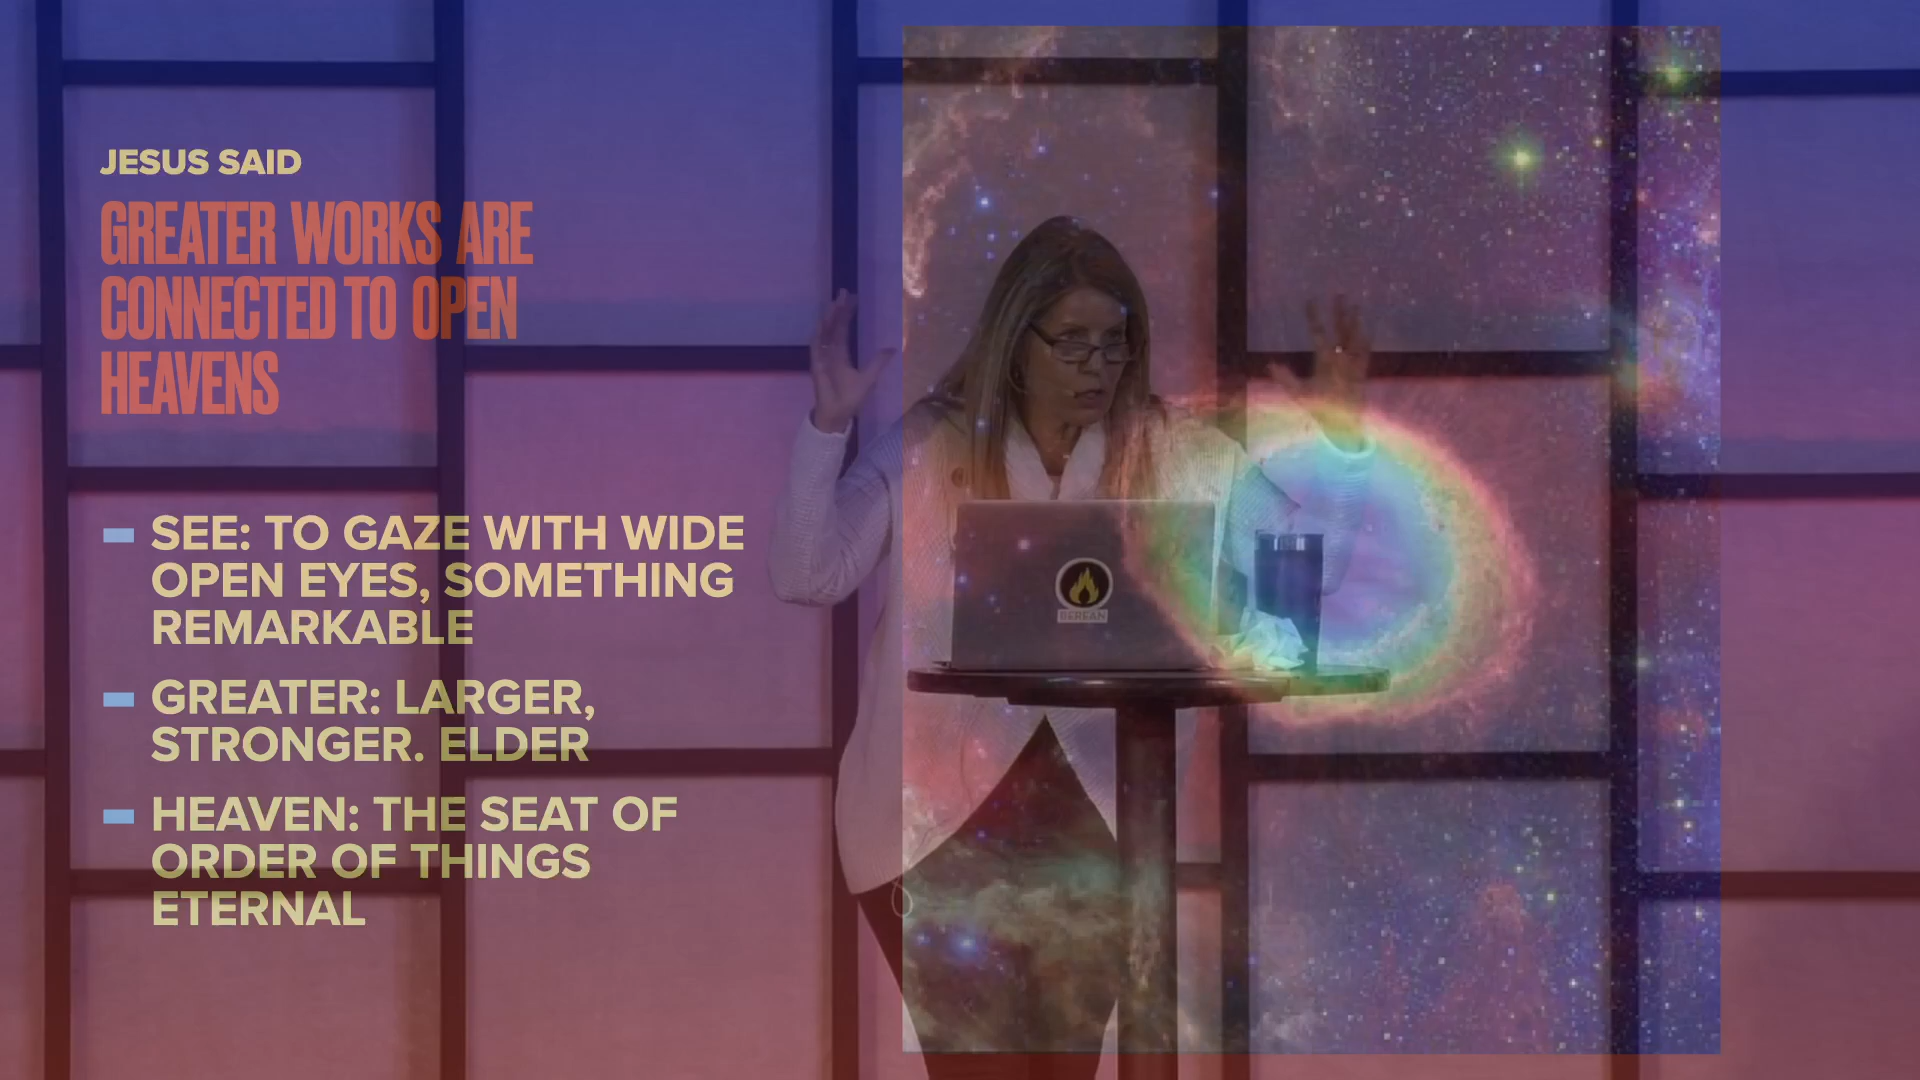 JESUS SAID
GREATER WORKS ARE
CONNECTED TO OPEN
HEAVENS
SEE: TO GAZE WITH WIDE
OPEN EYES, SOMETHING
REMARKABLE
GREATER: LARGER,
STRONGER. ELDER
HEAVEN: THE SEAT OF
ORDER OF THINGS
ETERNAL
BEREAN